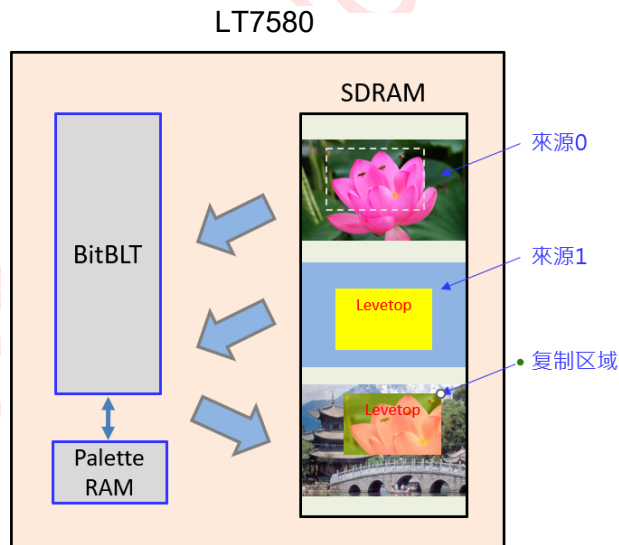 LT7580
SDRAM
來源0
BitBLT
來源1
Levetop
复制区域
Levetop
Palette
RAM